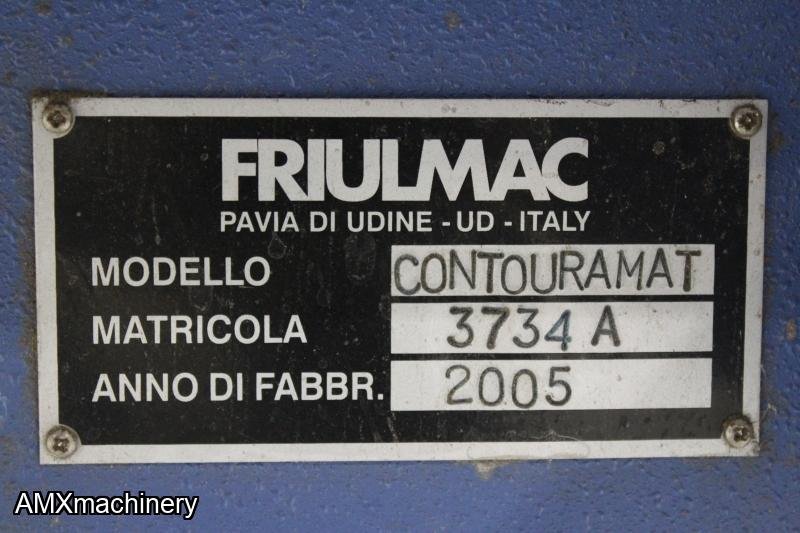 FRIULMAC
PAVIA DI UDINE - UD - ITALY
MODELLO CONTOURAMAT
MATRICOLA 3734 A
ANNO DI FABBR. 2005
AMXmachinery